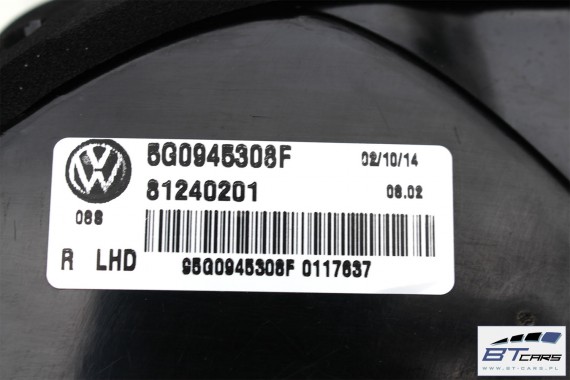 5G0945308F 02/10/14
81240201 08.02
088
R LHD
95G0945308F 0117637
BT CARS
WWW.BT-CARS.PL